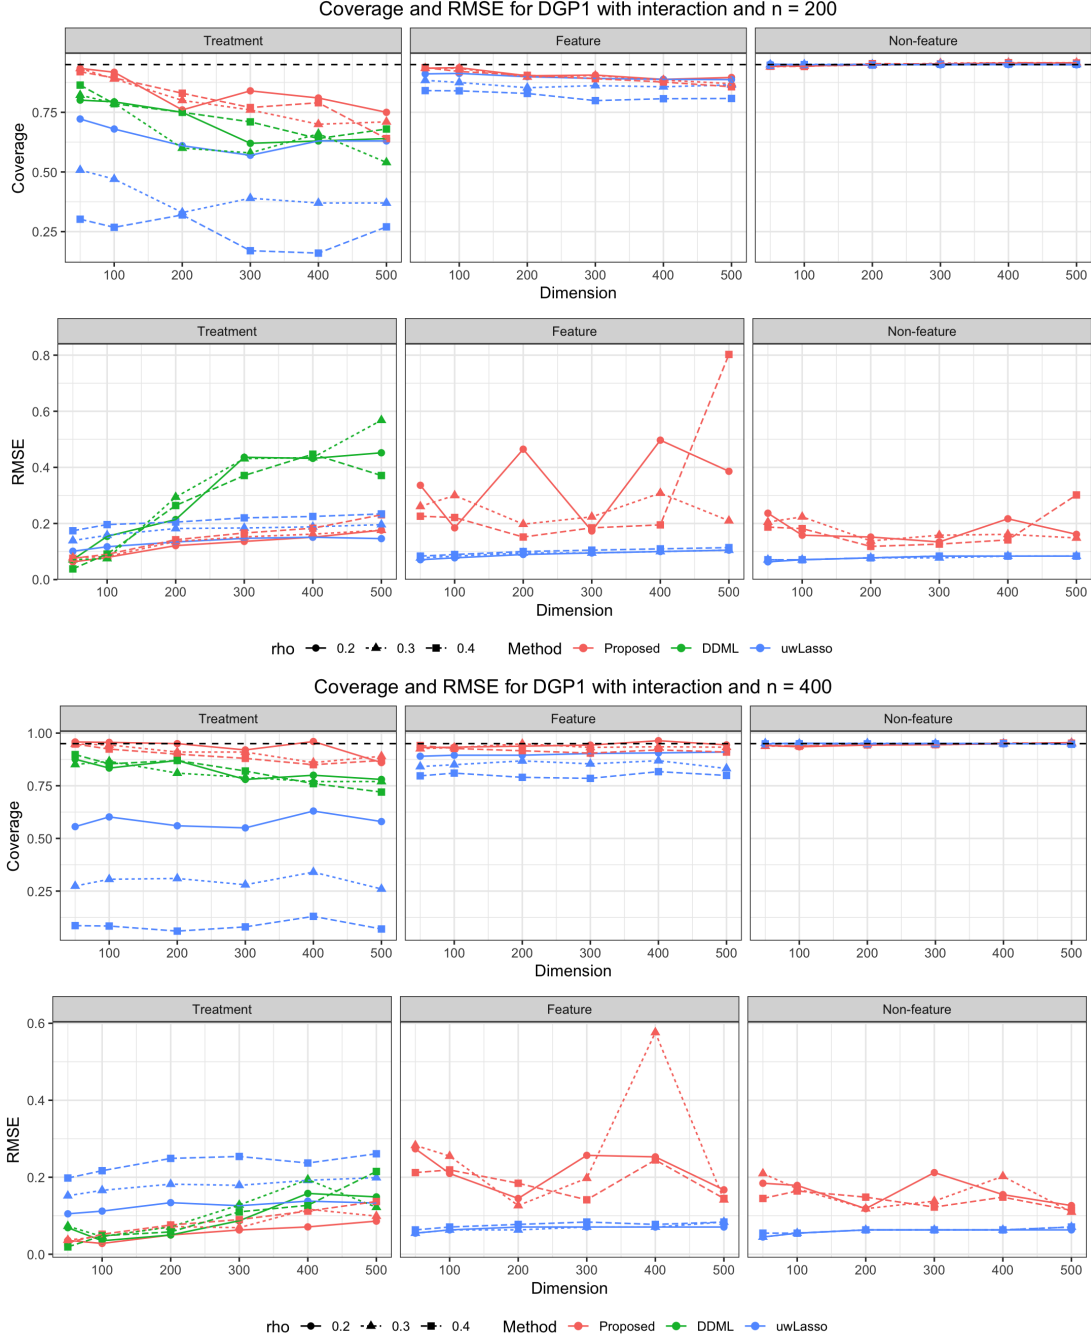 Coverage and RMSE for DGP1 with interaction and n = 200
Treatment Feature Non-feature
0.75
0.50
0.25
Coverage
100 200 300 400 500 100 200 300 400 500 100 200 300 400 500
Dimension
Treatment Feature Non-feature
0.8
0.6
0.4
0.2
0.0
RMSE
100 200 300 400 500 100 200 300 400 500 100 200 300 400 500
Dimension
rho 0.2 0.3 0.4 Method Proposed DDML uwLasso
Coverage and RMSE for DGP1 with interaction and n = 400
Treatment Feature Non-feature
1.00
0.75
0.50
0.25
Coverage
100 200 300 400 500 100 200 300 400 500 100 200 300 400 500
Dimension
Treatment Feature Non-feature
0.6
0.4
0.2
0.0
RMSE
100 200 300 400 500 100 200 300 400 500 100 200 300 400 500
Dimension
rho 0.2 0.3 0.4 Method Proposed DDML uwLasso